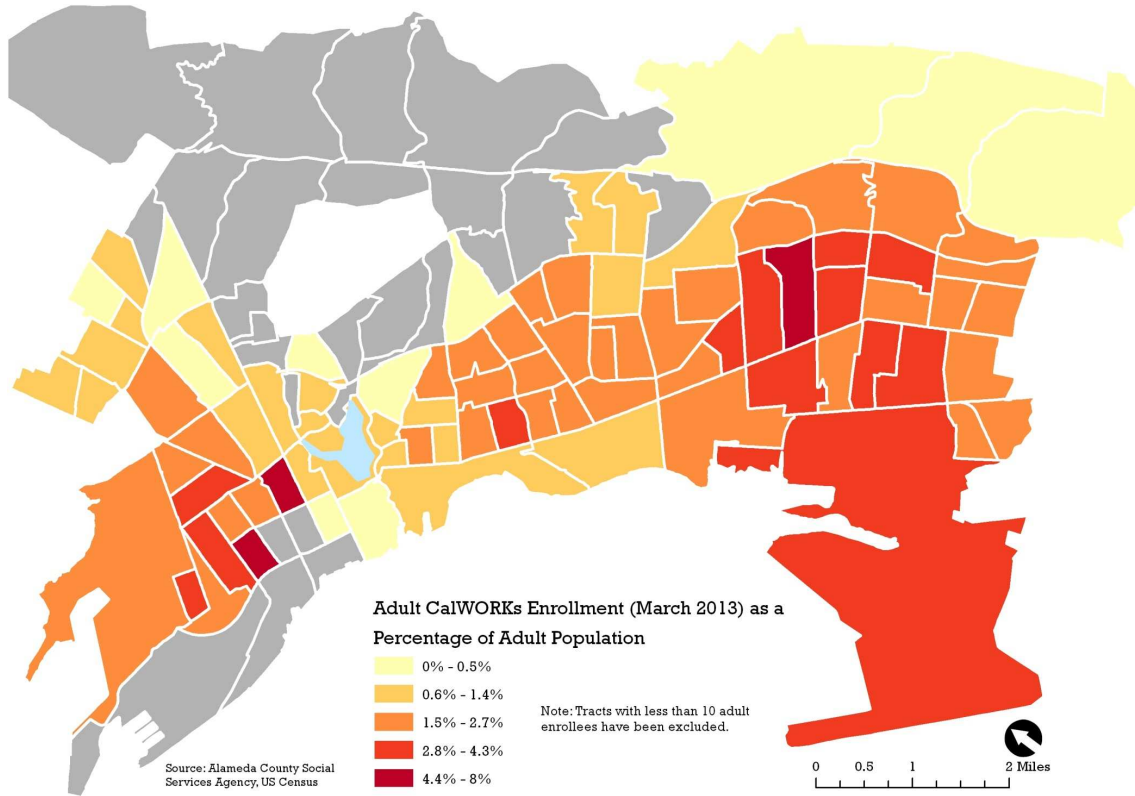 Adult CalWORKs Enrollment (March 2013) as a
Percentage of Adult Population
0% - 0.5%
0.6% - 1.4%
1.5% - 2.7%
2.8% - 4.3%
4.4% - 8%
Note: Tracts with less than 10 adult
enrollees have been excluded.
Source: Alameda County Social
Services Agency, US Census
0 0.5 1 2 Miles